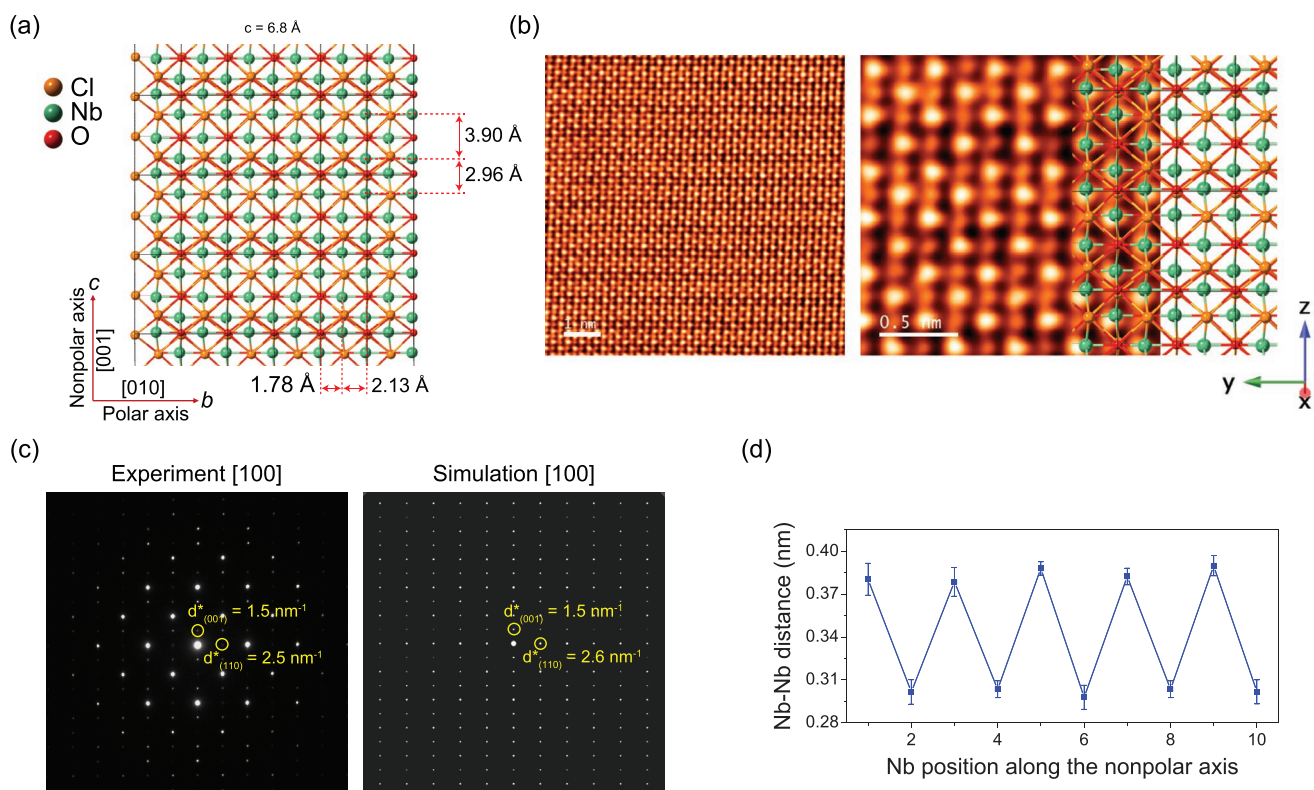 (a)
c = 6.8 Å
Cl
Nb
O
3.90 Å
2.96 Å
Nonpolar axis
[001]
c
[010]
Polar axis
b
1.78 Å
2.13 Å
(b)
1 nm
0.5 nm
z
y
x
(c)
Experiment [100]
Simulation [100]
d*(001) = 1.5 nm-1
d*(110) = 2.5 nm-1
d*(001) = 1.5 nm-1
d*(110) = 2.6 nm-1
(d)
Nb-Nb distance (nm)
0.40
0.37
0.34
0.31
0.28
2
4
6
8
10
Nb position along the nonpolar axis